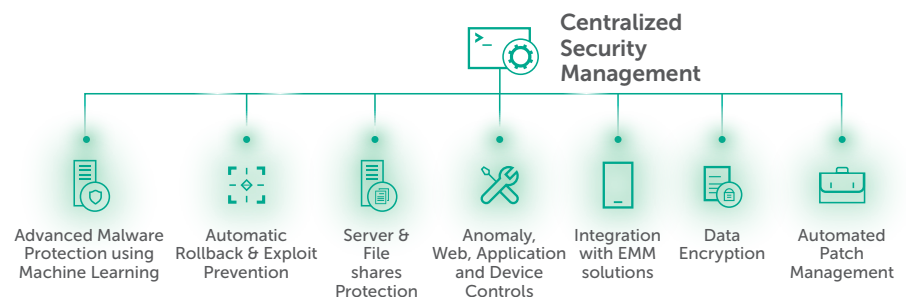 Centralized
Security
Management
Advanced Malware
Protection using
Machine Learning
Automatic
Rollback & Exploit
Prevention
Server &
File
shares
Protection
Anomaly,
Web, Application
and Device
Controls
Integration
with EMM
solutions
Data
Encryption
Automated
Patch
Management